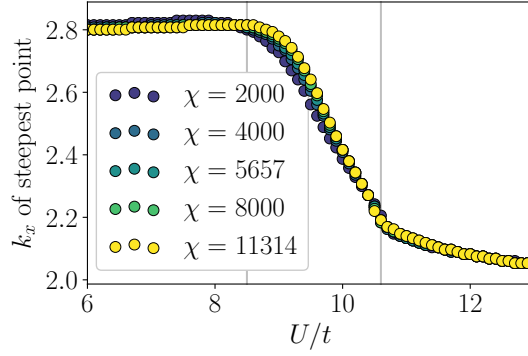 2.8
2.6
2.4
2.2
2.0
k_x of steepest point
χ = 2000
χ = 4000
χ = 5657
χ = 8000
χ = 11314
6 8 10 12
U/t